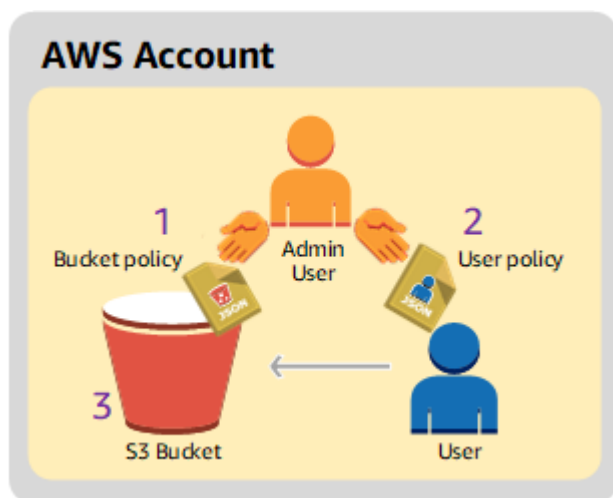 AWS Account
1
2
Bucket policy
Admin
User
User policy
JSON
JSON
3
S3 Bucket
User